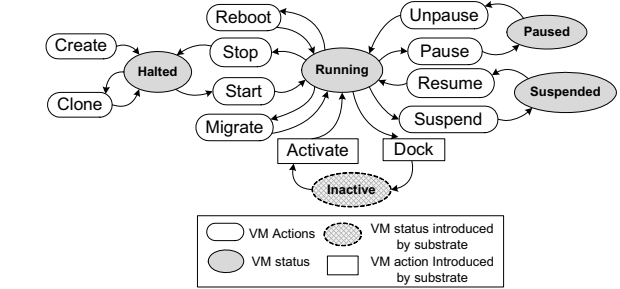 Reboot
Unpause
Paused
Create
Stop
Pause
Halted
Running
Resume
Suspended
Start
Clone
Suspend
Migrate
Activate
Dock
Inactive
VM Actions
VM status introduced
by substrate
VM status
VM action Introduced
by substrate